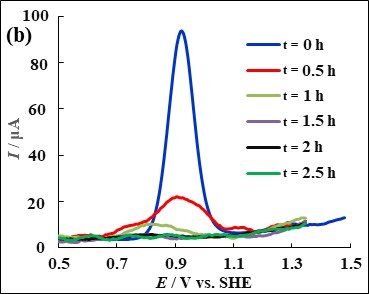 (b)
100
80
60
40
20
0
I / µA
t = 0 h
t = 0.5 h
t = 1 h
t = 1.5 h
t = 2 h
t = 2.5 h
0.5 0.7 0.9 1.1 1.3 1.5
E / V vs. SHE